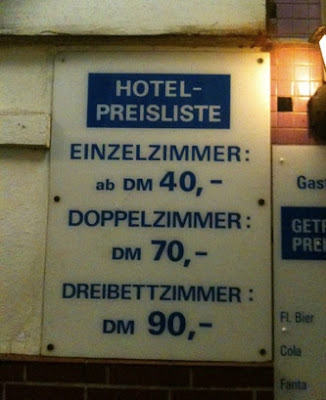 HOTEL-
PREISLISTE
EINZELZIMMER:
ab DM 40,-
DOPPELZIMMER:
DM 70,-
DREIBETTZIMMER:
DM 90,-
Fl. Bier
Cola
Fanta